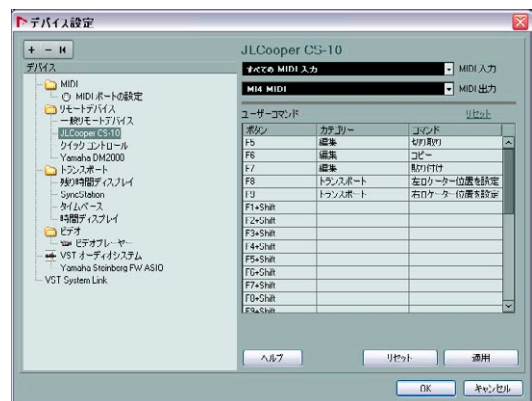 デバイス設定
+ - |◀
JLCooper CS-10
デバイス
すべての MIDI 入力
MIDI 入力
MI4 MIDI
MIDI 出力
MIDI
MIDI ポートの設定
リモートデバイス
一般リモートデバイス
JLCooper CS-10
クイック コントロール
Yamaha DM2000
トランスポート
残り時間ディスプレイ
SyncStation
タイムベース
時間ディスプレイ
ビデオ
ビデオプレーヤー
VST オーディオシステム
Yamaha Steinberg FW ASIO
VST System Link
ユーザーコマンド
リセット
ボタン カテゴリー コマンド
F5 編集 切り取り
F6 編集 コピー
F7 編集 貼り付け
F8 トランスポート 左ロケーター位置を設定
F9 トランスポート 右ロケーター位置を設定
F1+Shift
F2+Shift
F3+Shift
F4+Shift
F5+Shift
F6+Shift
F7+Shift
F8+Shift
F9+Shift
ヘルプ リセット 適用
OK キャンセル